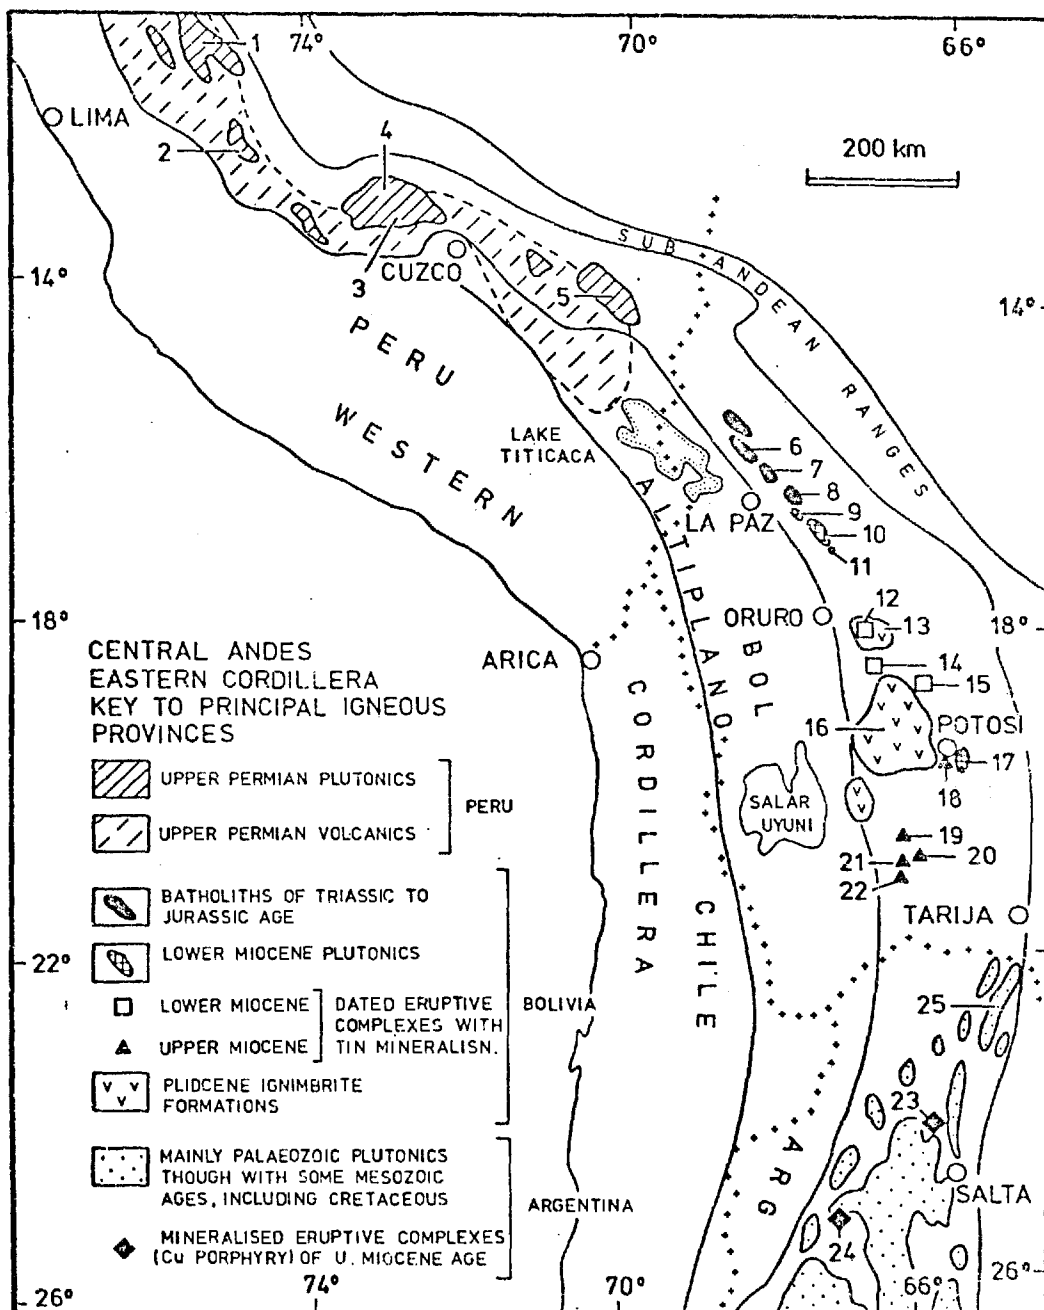 74°
70°
66°
1
LIMA
4
2
200 km
SUB ANDEAN RANGES
CUZCO
14°
3
5
14°
PERU
WESTERN
LAKE
TITICACA
6
7
8
LA PAZ
9
10
11
ALTIPLANO
12
ORURO
13
18°
18°
BOL
14
ARICA
15
CORDILLERA
16
POTOSI
17
18
SALAR
UYUNI
19
21
20
22
CHILE
TARIJA
22°
25
23
ARG
SALTA
24
26°
74°
70°
66°
26°
CENTRAL ANDES
EASTERN CORDILLERA
KEY TO PRINCIPAL IGNEOUS
PROVINCES
UPPER PERMIAN PLUTONICS
PERU
UPPER PERMIAN VOLCANICS
BATHOLITHS OF TRIASSIC TO
JURASSIC AGE
LOWER MIOCENE PLUTONICS
LOWER MIOCENE
UPPER MIOCENE
DATED ERUPTIVE
COMPLEXES WITH
TIN MINERALISN.
BOLIVIA
PLIOCENE IGNIMBRITE
FORMATIONS
MAINLY PALAEOZOIC PLUTONICS
THOUGH WITH SOME MESOZOIC
AGES, INCLUDING CRETACEOUS
ARGENTINA
MINERALISED ERUPTIVE COMPLEXES
(Cu PORPHYRY) OF U. MIOCENE AGE